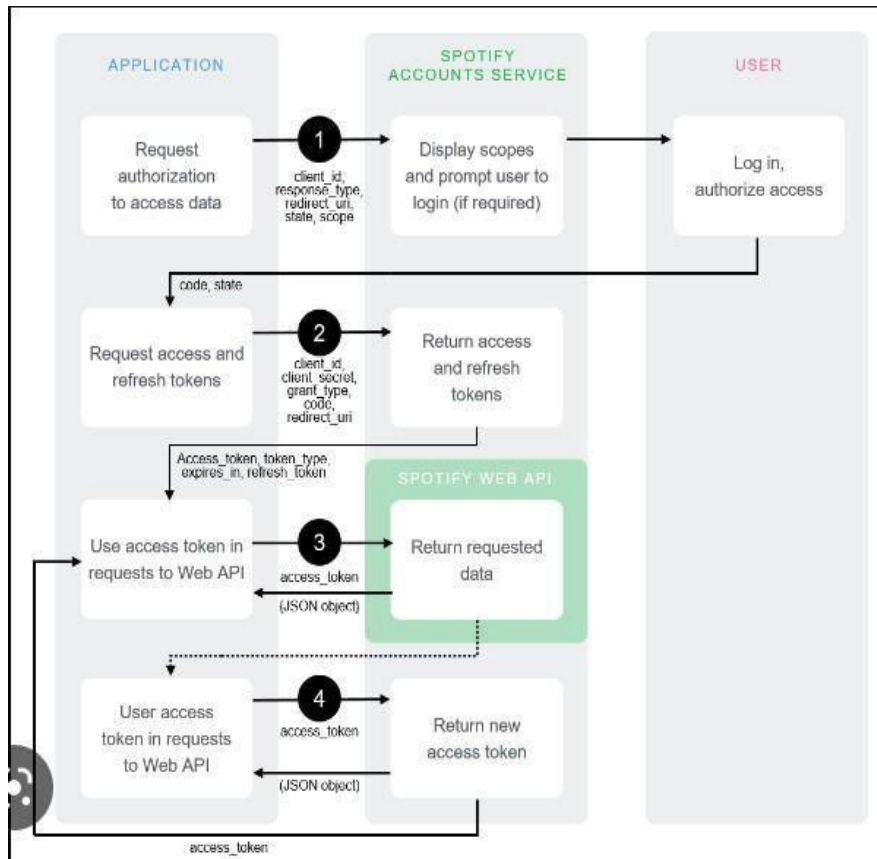 APPLICATION
SPOTIFY
ACCOUNTS SERVICE
USER
Request
authorization
to access data
1
client_id,
response_type,
redirect_uri,
state, scope
Display scopes
and prompt user to
login (if required)
Log in,
authorize access
code, state
Request access and
refresh tokens
2
client_id,
client_secret,
grant_type,
code,
redirect_uri
Return access
and refresh
tokens
Access_token, token_type,
expires_in, refresh_token
SPOTIFY WEB API
Use access token in
requests to Web API
3
access_token
(JSON object)
Return requested
data
User access
token in requests
to Web API
4
access_token
(JSON object)
Return new
access token
access_token